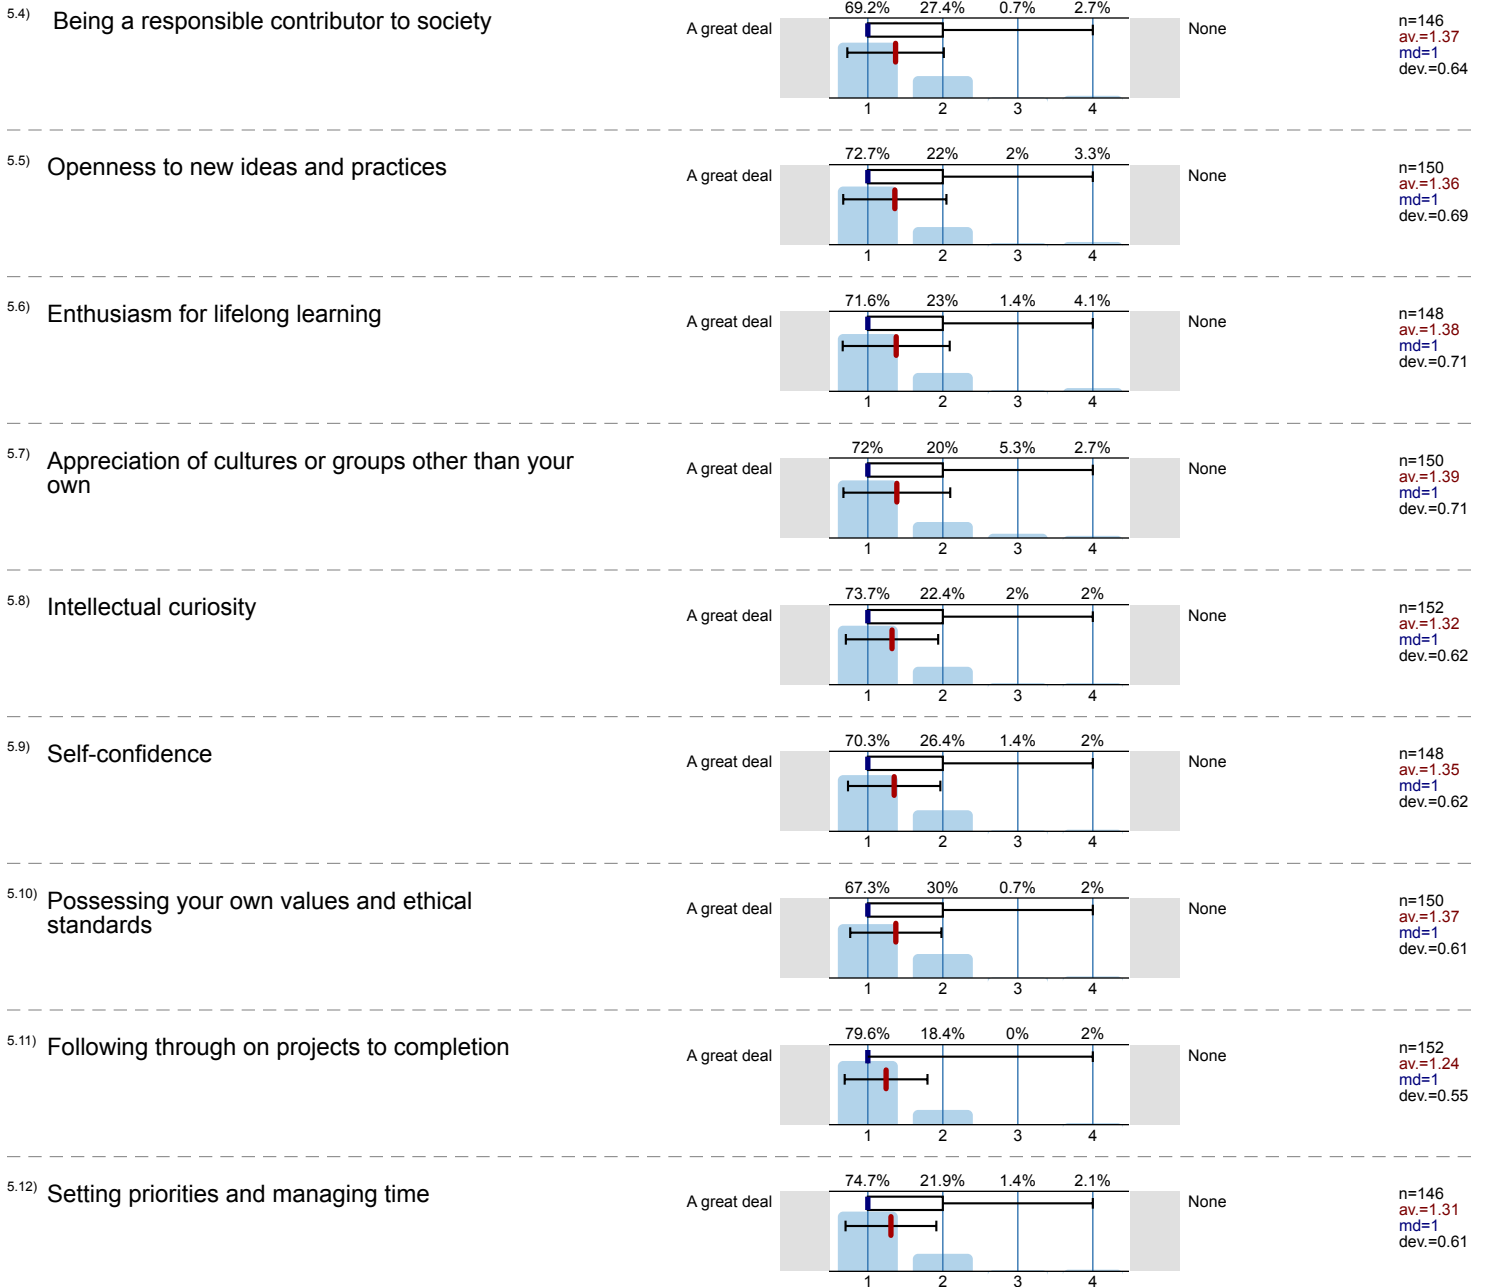 5.4) Being a responsible contributor to society
69.2% 27.4% 0.7% 2.7%
A great deal
None
1 2 3 4
n=146
av.=1.37
md=1
dev.=0.64
5.5) Openness to new ideas and practices
72.7% 22% 2% 3.3%
A great deal
None
1 2 3 4
n=150
av.=1.36
md=1
dev.=0.69
5.6) Enthusiasm for lifelong learning
71.6% 23% 1.4% 4.1%
A great deal
None
1 2 3 4
n=148
av.=1.38
md=1
dev.=0.71
5.7) Appreciation of cultures or groups other than your
own
72% 20% 5.3% 2.7%
A great deal
None
1 2 3 4
n=150
av.=1.39
md=1
dev.=0.71
5.8) Intellectual curiosity
73.7% 22.4% 2% 2%
A great deal
None
1 2 3 4
n=152
av.=1.32
md=1
dev.=0.62
5.9) Self-confidence
70.3% 26.4% 1.4% 2%
A great deal
None
1 2 3 4
n=148
av.=1.35
md=1
dev.=0.62
5.10) Possessing your own values and ethical
standards
67.3% 30% 0.7% 2%
A great deal
None
1 2 3 4
n=150
av.=1.37
md=1
dev.=0.61
5.11) Following through on projects to completion
79.6% 18.4% 0% 2%
A great deal
None
1 2 3 4
n=152
av.=1.24
md=1
dev.=0.55
5.12) Setting priorities and managing time
74.7% 21.9% 1.4% 2.1%
A great deal
None
1 2 3 4
n=146
av.=1.31
md=1
dev.=0.61